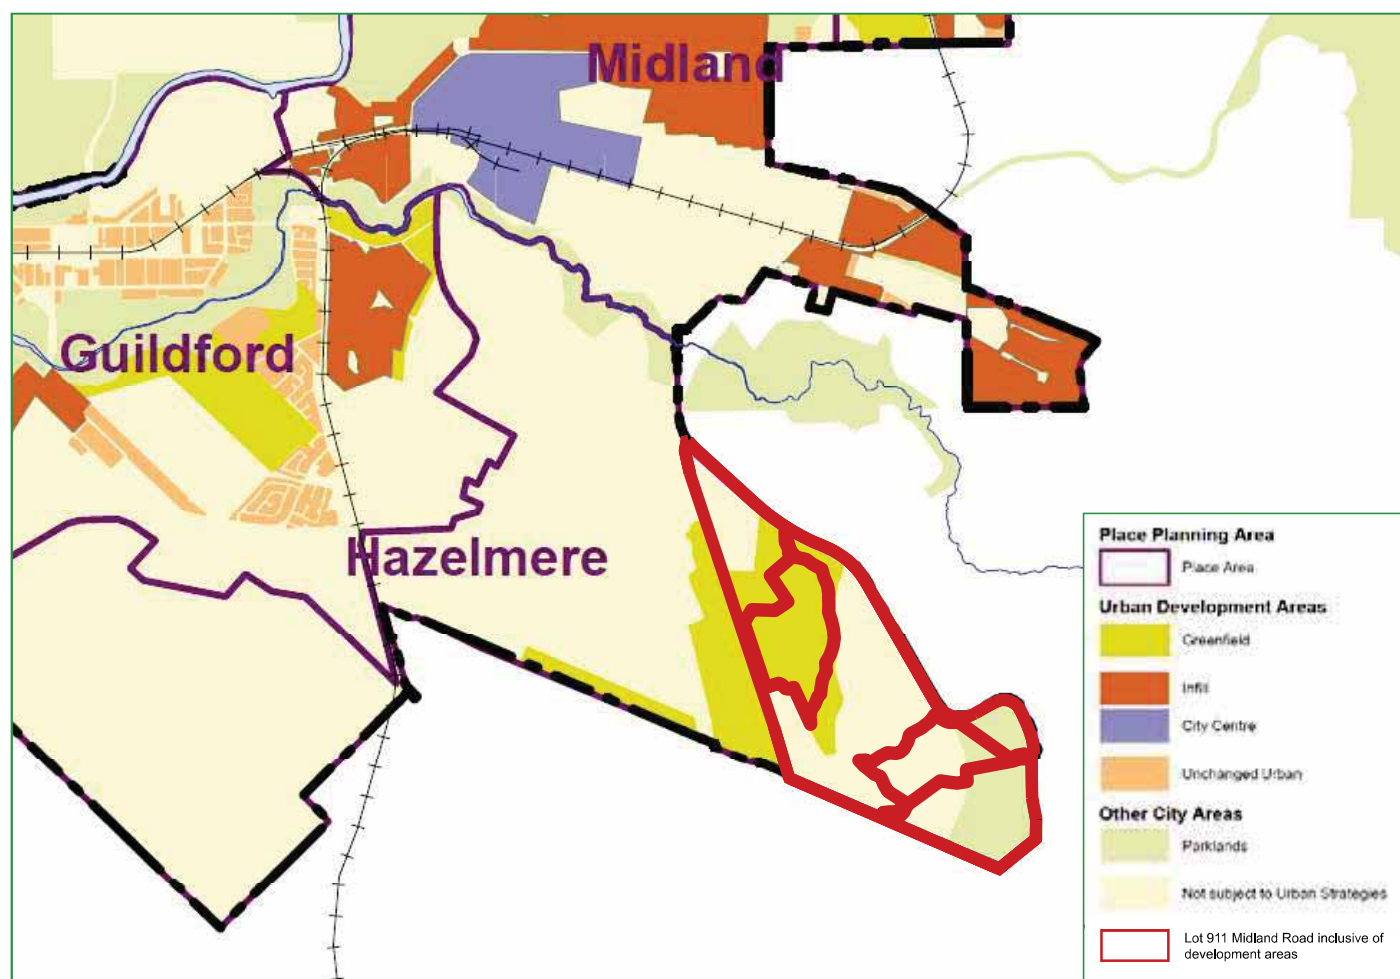 Midland
Guildford
Hazelmere
Place Planning Area
Place Area
Urban Development Areas
Greenfield
Infill
City Centre
Unchanged Urban
Other City Areas
Parklands
Not subject to Urban Strategies
Lot 911 Midland Road inclusive of
development areas